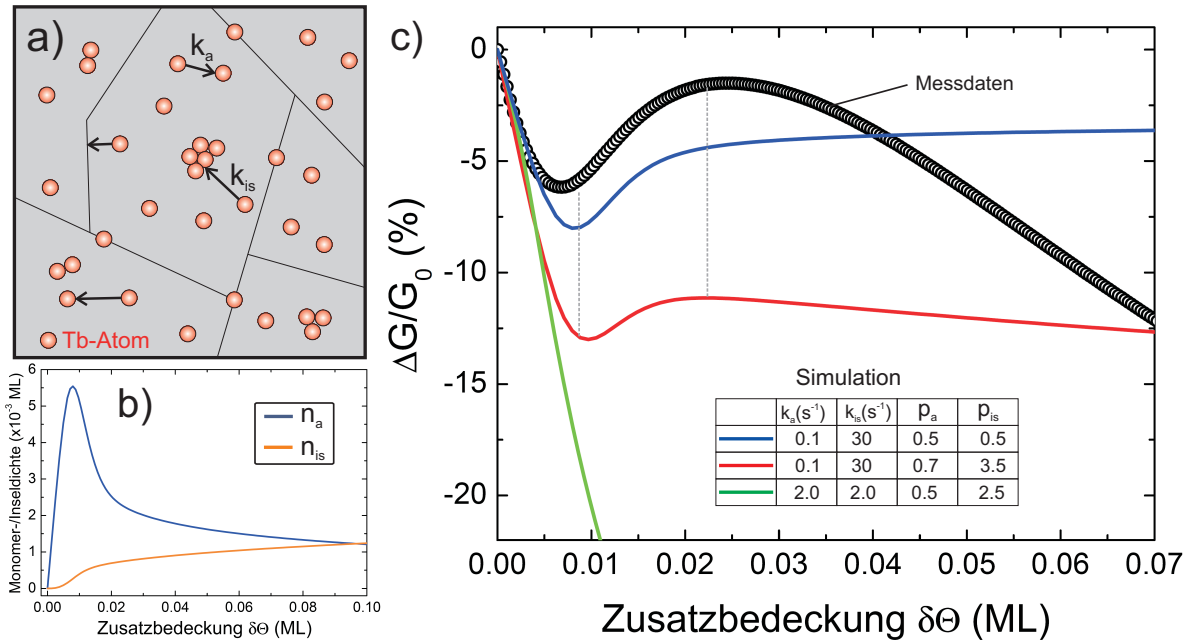 a)
k_a
k_is
Tb-Atom
b)
Monomer-/Inseldichte (x10⁻³ ML)
6
5
4
3
2
1
0
n_a
n_is
0.00 0.02 0.04 0.06 0.08 0.10
Zusatzbedeckung δΘ (ML)
c)
ΔG/G₀ (%)
0
-5
-10
-15
-20
Messdaten
Simulation
k_a(s⁻¹) k_is(s⁻¹) p_a p_is
0.1 30 0.5 0.5
0.1 30 0.7 3.5
2.0 2.0 0.5 2.5
0.00 0.01 0.02 0.03 0.04 0.05 0.06 0.07
Zusatzbedeckung δΘ (ML)